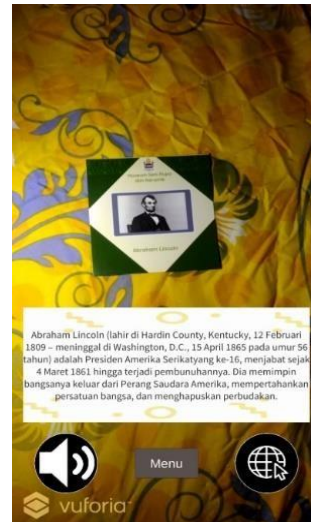 Abraham Lincoln
Abraham Lincoln (lahir di Hardin County, Kentucky, 12 Februari
1809 – meninggal di Washington, D.C., 15 April 1865 pada umur 56
tahun) adalah Presiden Amerika Serikatyang ke-16, menjabat sejak
4 Maret 1861 hingga terjadi pembunuhannya. Dia memimpin
bangsanya keluar dari Perang Saudara Amerika, mempertahankan
persatuan bangsa, dan menghapuskan perbudakan.
Menu
vuforia™